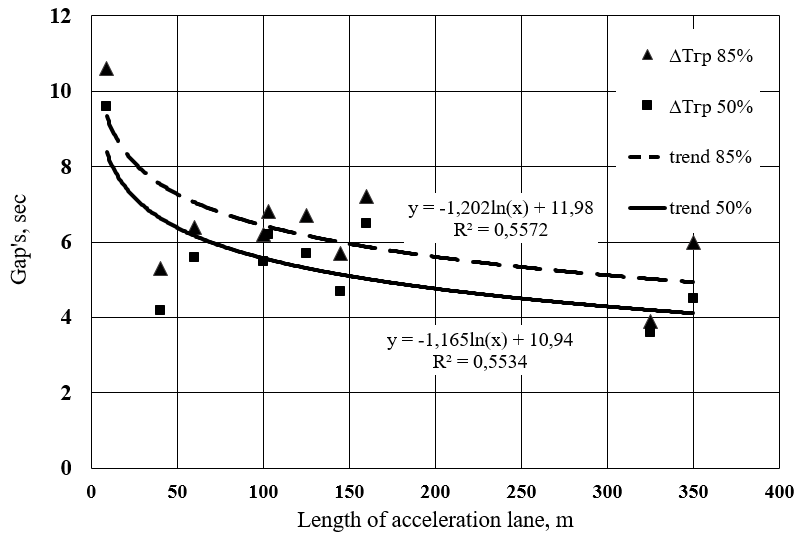 12
10
8
6
4
2
0
Gap's, sec
ΔTгр 85%
ΔTгр 50%
trend 85%
trend 50%
y = -1,202ln(x) + 11,98
R² = 0,5572
y = -1,165ln(x) + 10,94
R² = 0,5534
0 50 100 150 200 250 300 350 400
Length of acceleration lane, m